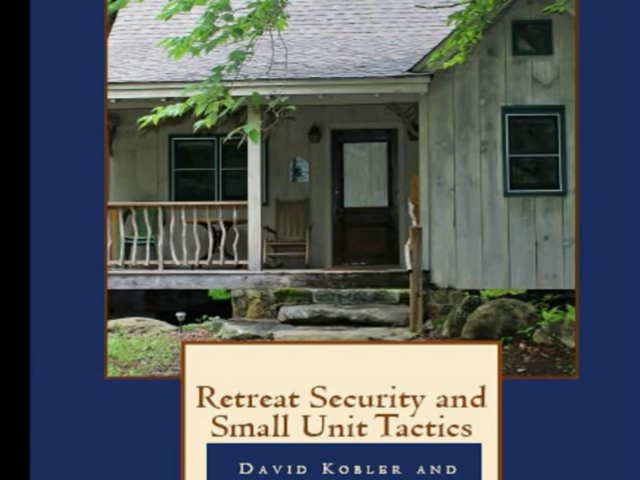 Retreat Security and
Small Unit Tactics
DAVID KOBLER AND